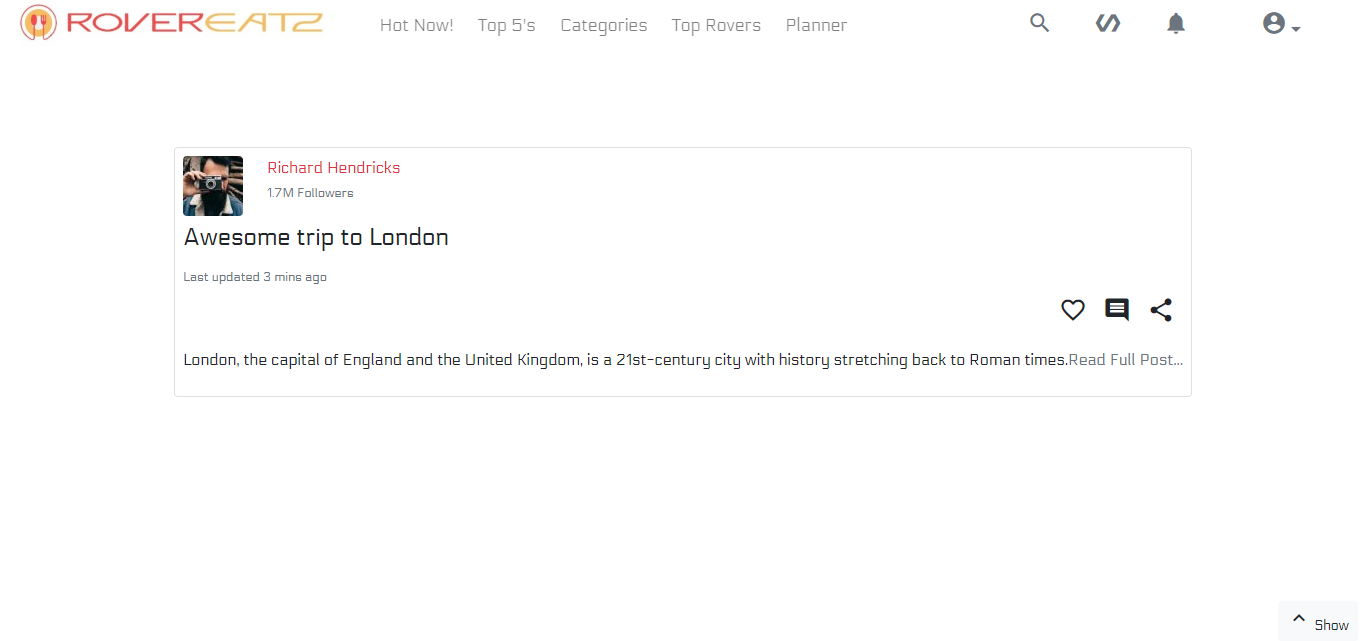 ROVEREATZ Hot Now! Top 5's Categories Top Rovers Planner
Richard Hendricks
1.7M Followers
Awesome trip to London
Last updated 3 mins ago
London, the capital of England and the United Kingdom, is a 21st-century city with history stretching back to Roman times.Read Full Post...
Show